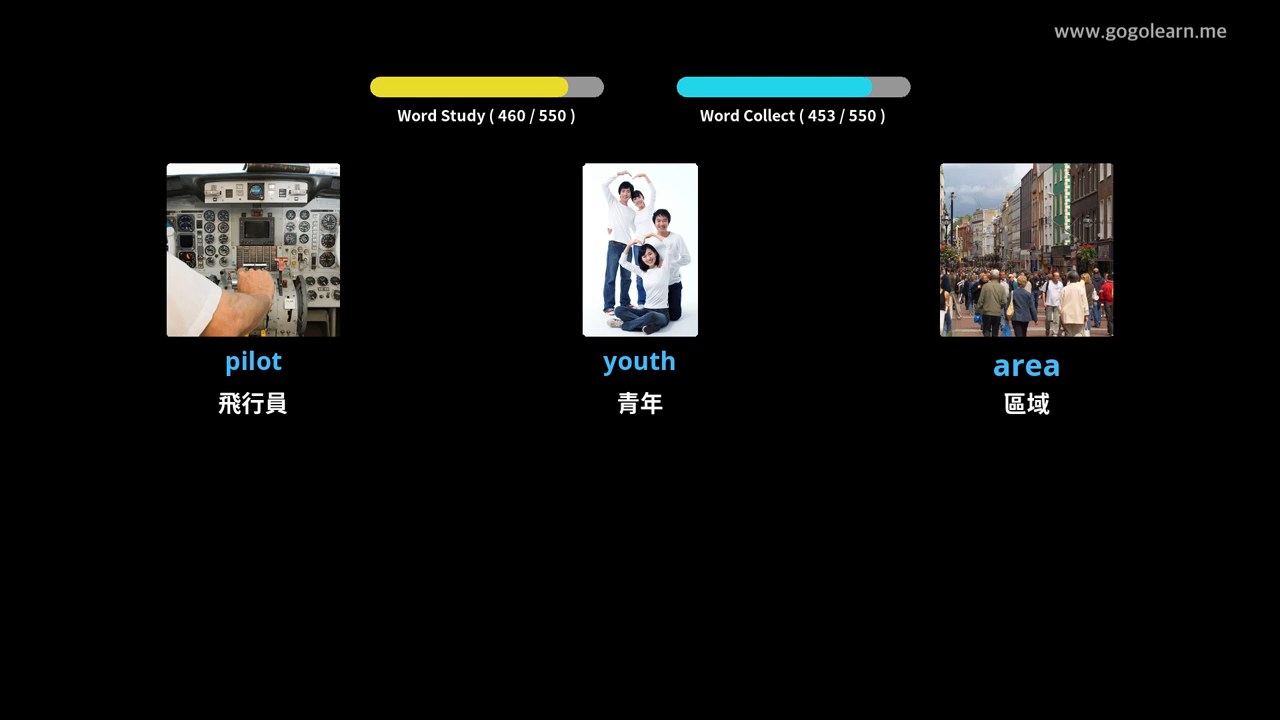 www.gogolearn.me
Word Study ( 460 / 550 )
Word Collect ( 453 / 550 )
pilot
youth
area
飛行員
青年
區域